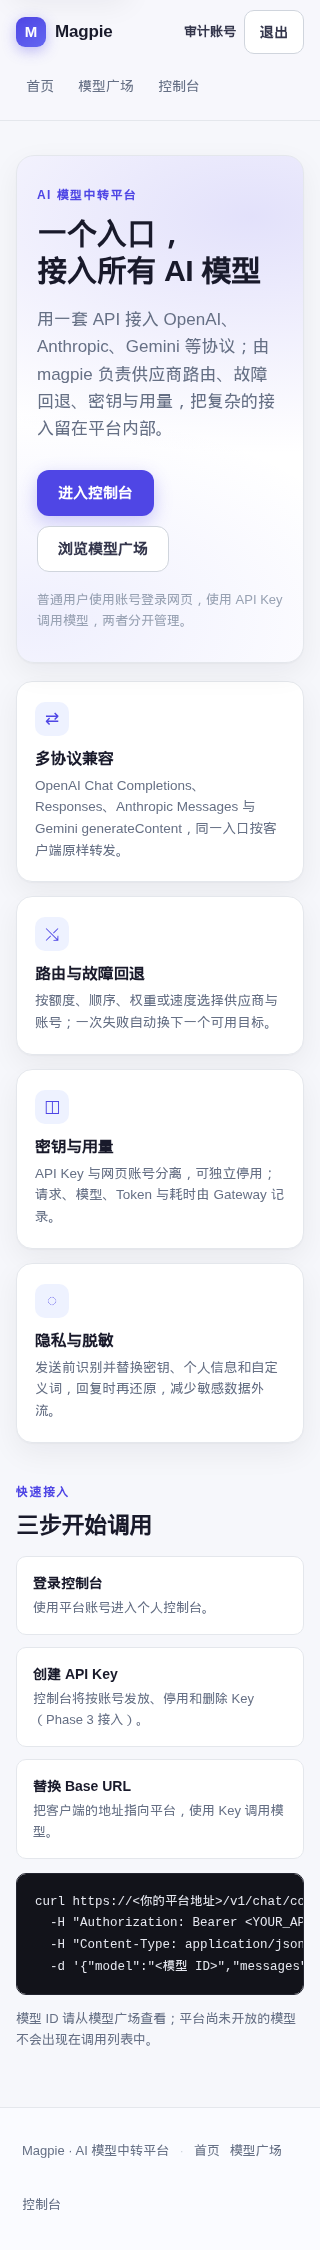 M Magpie 审计账号 退出
首页 模型广场 控制台
AI 模型中转平台
一个入口，
接入所有 AI 模型
用一套 API 接入 OpenAI、
Anthropic、Gemini 等协议；由
magpie 负责供应商路由、故障
回退、密钥与用量，把复杂的接
入留在平台内部。
进入控制台
浏览模型广场
普通用户使用账号登录网页，使用 API Key
调用模型，两者分开管理。
多协议兼容
OpenAI Chat Completions、
Responses、Anthropic Messages 与
Gemini generateContent，同一入口按客
户端原样转发。
路由与故障回退
按额度、顺序、权重或速度选择供应商与
账号；一次失败自动换下一个可用目标。
密钥与用量
API Key 与网页账号分离，可独立停用；
请求、模型、Token 与耗时由 Gateway 记
录。
隐私与脱敏
发送前识别并替换密钥、个人信息和自定
义词，回复时再还原，减少敏感数据外
流。
快速接入
三步开始调用
登录控制台
使用平台账号进入个人控制台。
创建 API Key
控制台将按账号发放、停用和删除 Key
（Phase 3 接入）。
替换 Base URL
把客户端的地址指向平台，使用 Key 调用模
型。
curl https://<你的平台地址>/v1/chat/co
-H "Authorization: Bearer <YOUR_AP
-H "Content-Type: application/json
-d '{"model":"<模型 ID>","messages"
模型 ID 请从模型广场查看；平台尚未开放的模型
不会出现在调用列表中。
Magpie · AI 模型中转平台 · 首页 模型广场
控制台